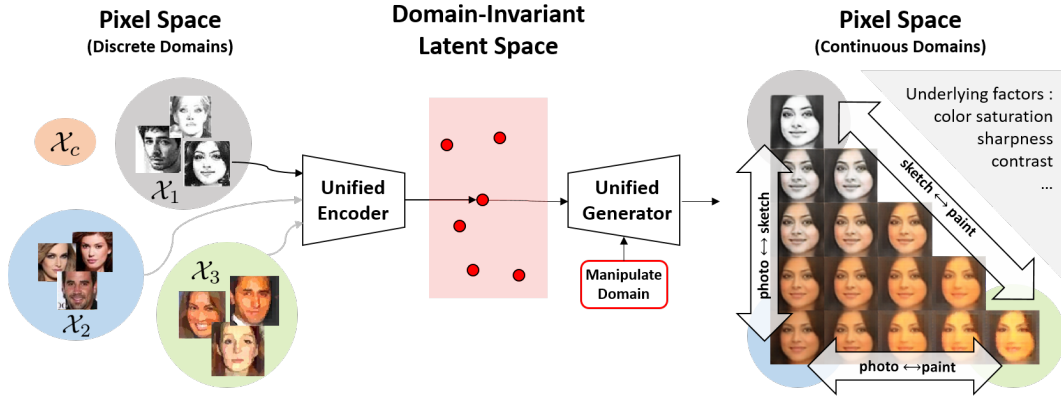 Pixel Space
(Discrete Domains)
Domain-Invariant
Latent Space
Pixel Space
(Continuous Domains)
𝒳c
𝒳1
𝒳2
𝒳3
Unified
Encoder
Unified
Generator
Manipulate
Domain
Underlying factors :
color saturation
sharpness
contrast
...
photo ⟷ sketch
sketch ⟷ paint
photo ⟷ paint